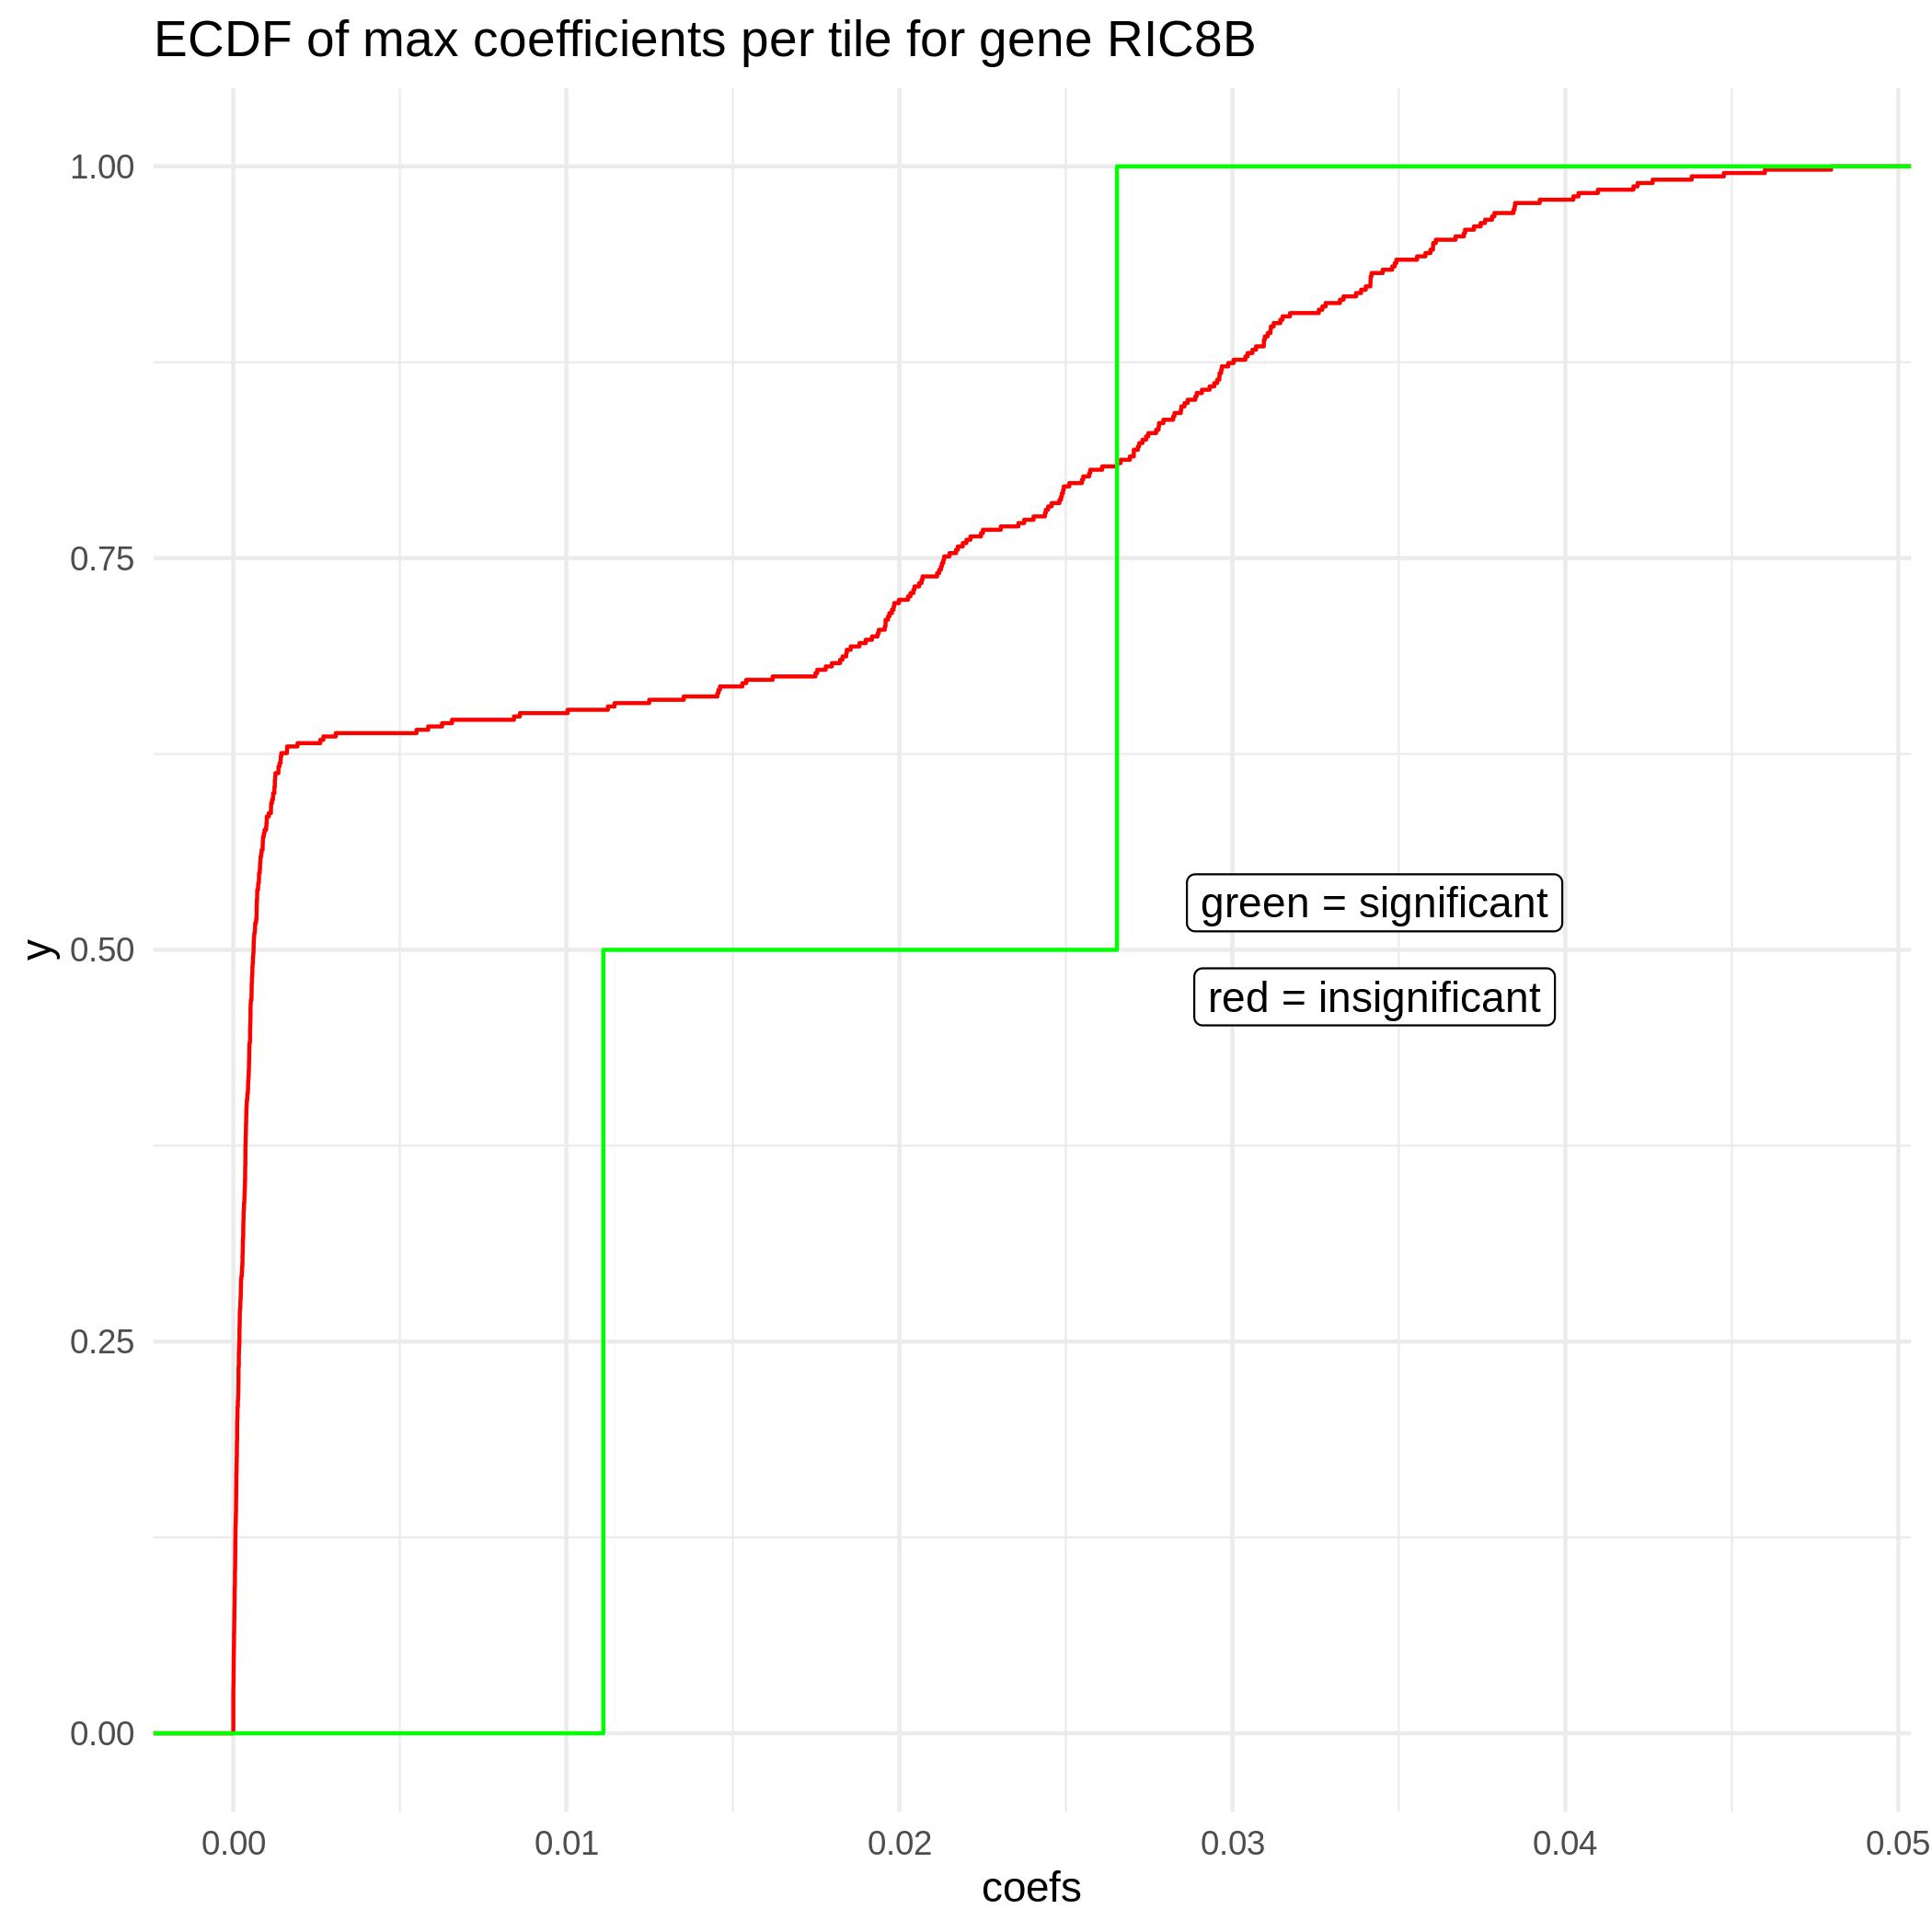 ECDF of max coefficients per tile for gene RIC8B
1.00
0.75
0.50
0.25
0.00
y
green = significant
red = insignificant
0.00 0.01 0.02 0.03 0.04 0.05
coefs